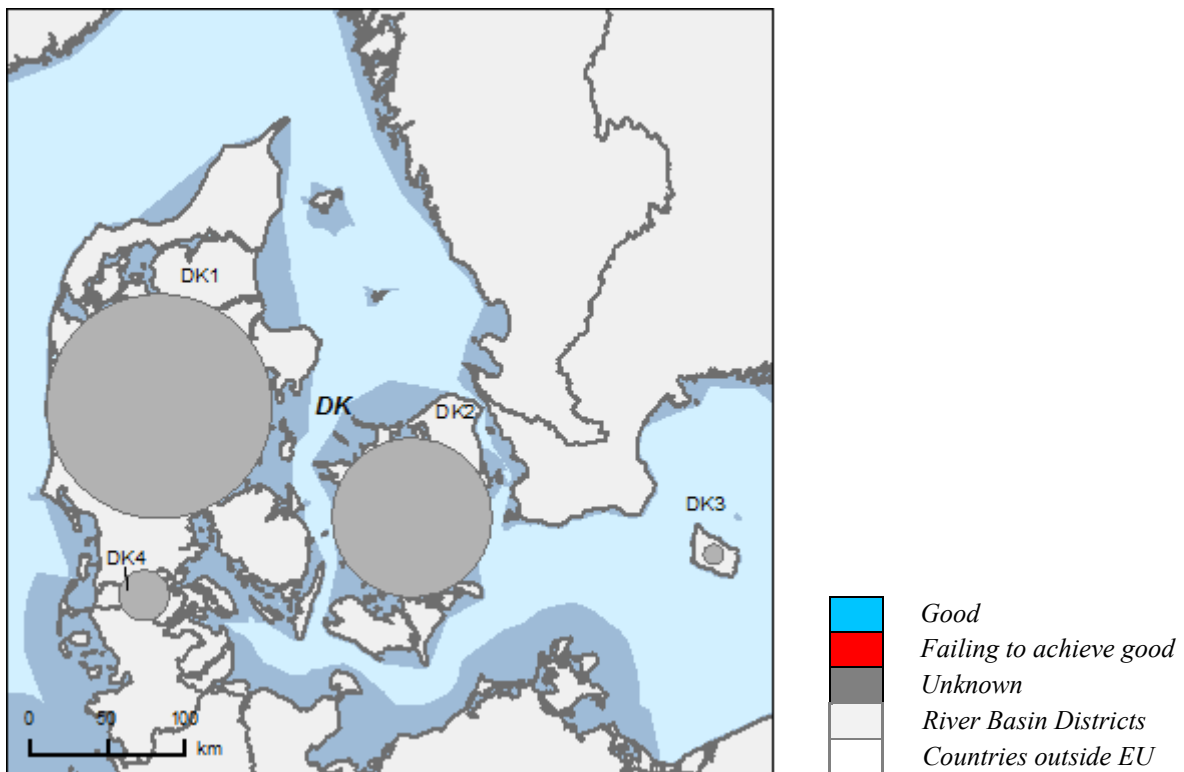 DK1
DK
DK2
DK3
DK4
0 50 100
km
Good
Failing to achieve good
Unknown
River Basin Districts
Countries outside EU